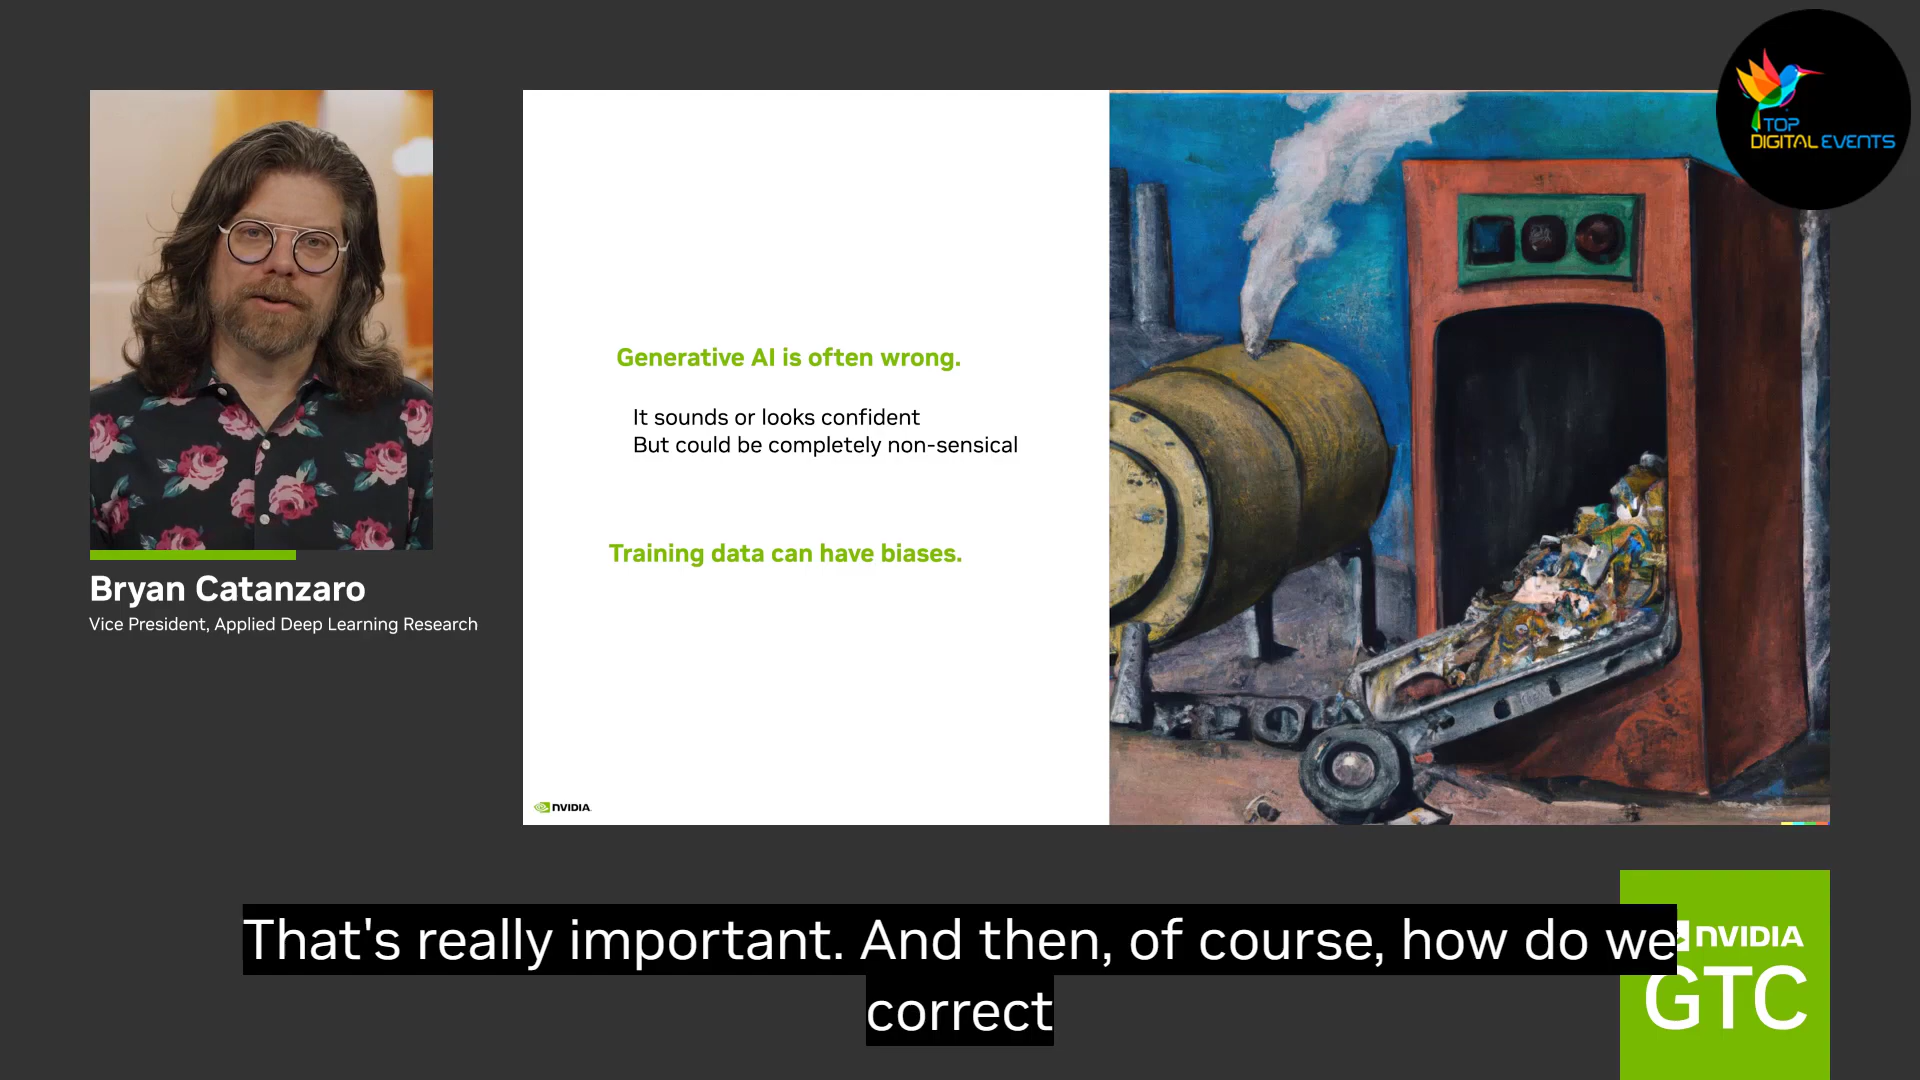 TOP
DIGITAL EVENTS
Generative AI is often wrong.
It sounds or looks confident
But could be completely non-sensical
Training data can have biases.
Bryan Catanzaro
Vice President, Applied Deep Learning Research
NVIDIA
That's really important. And then, of course, how do we
correct
NVIDIA
GTC